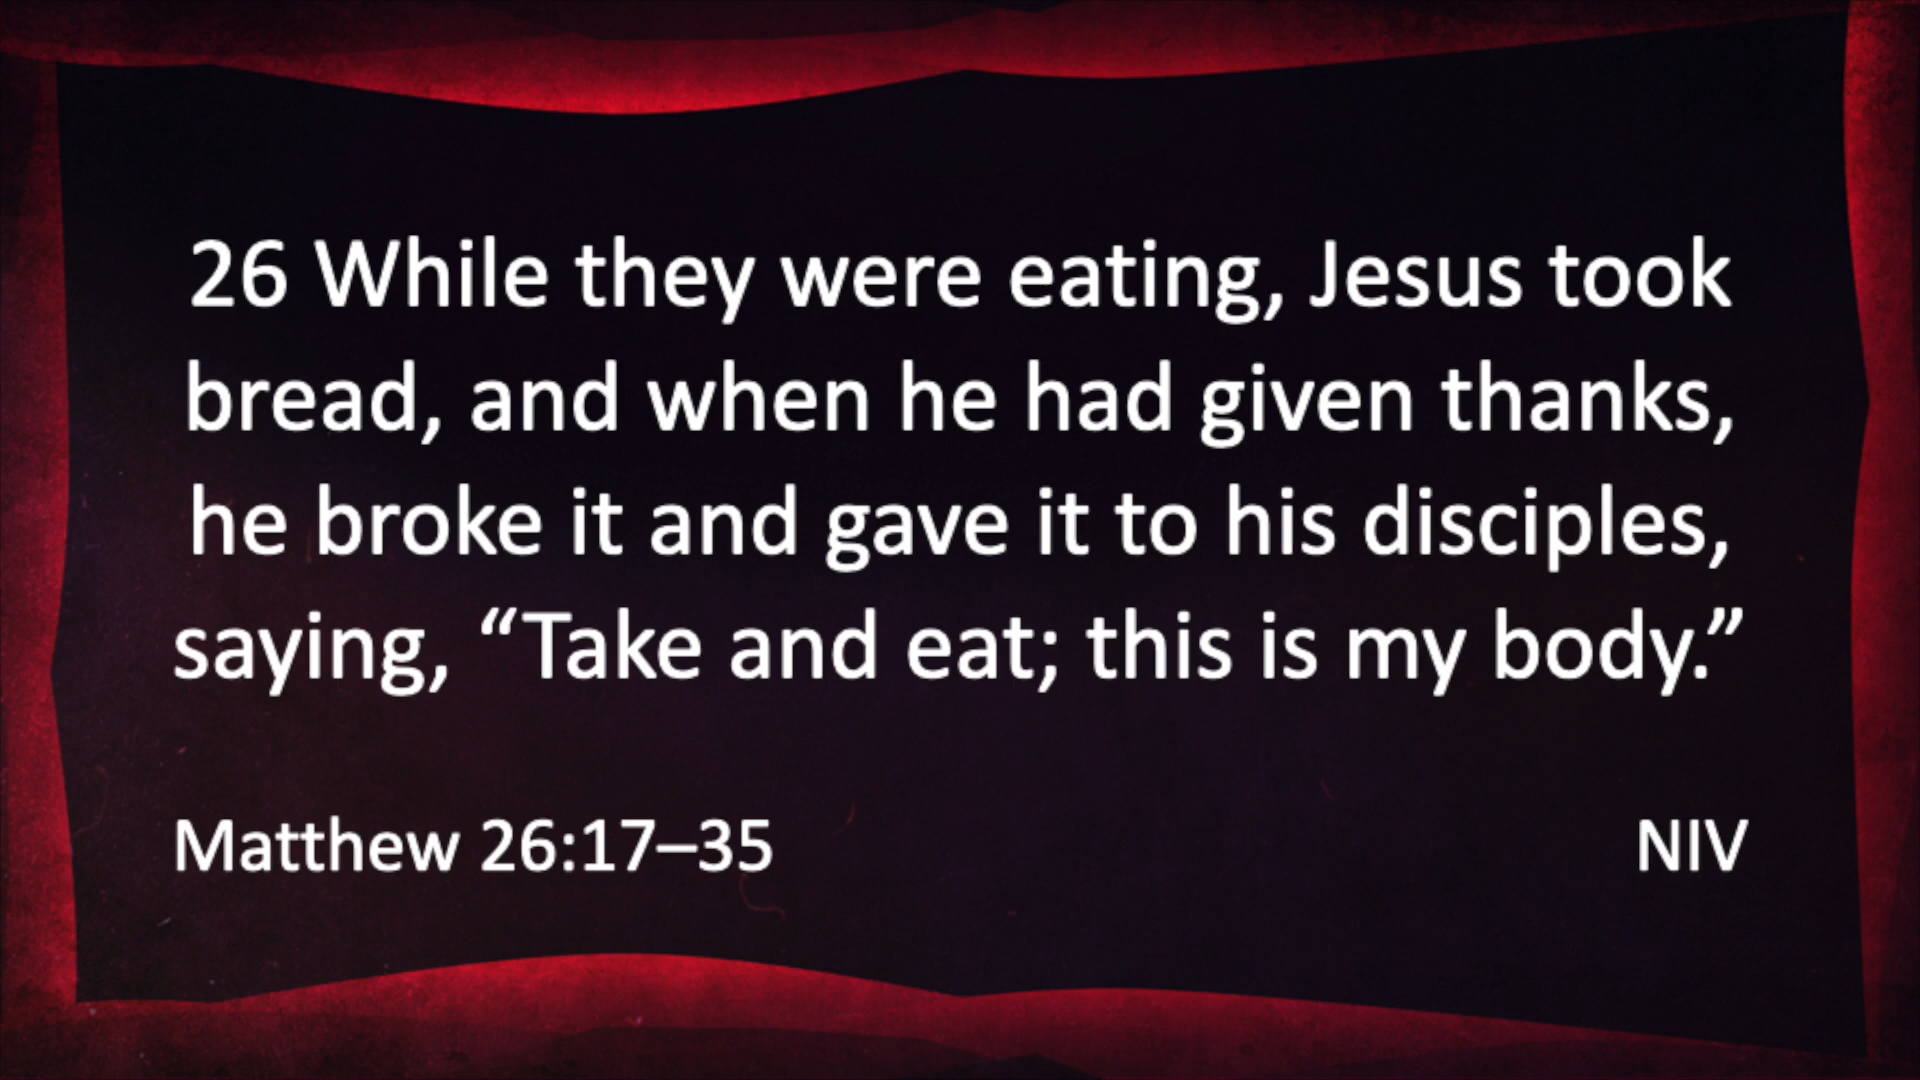 26 While they were eating, Jesus took
bread, and when he had given thanks,
he broke it and gave it to his disciples,
saying, “Take and eat; this is my body.”
Matthew 26:17–35
NIV